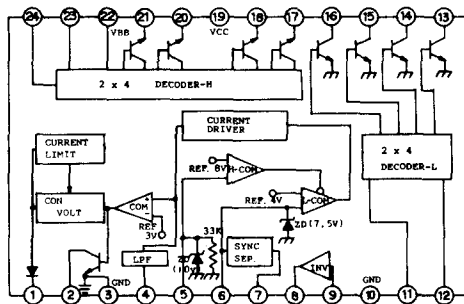 24 23 22 21 20 19 18 17 16 15 14 13
VBB VCC
2 x 4 DECODER-H
CURRENT DRIVER
CURRENT LIMIT
2 x 4 DECODER-L
REF. 8V
H-COM
CON VOLT
COM
-
+
REF 3V
REF. 4V
L-COM
ZD(7,5V)
33K
LPF
ZD (10V)
SYNC SEP.
INV
GND
GND
1 2 3 4 5 6 7 8 9 10 11 12